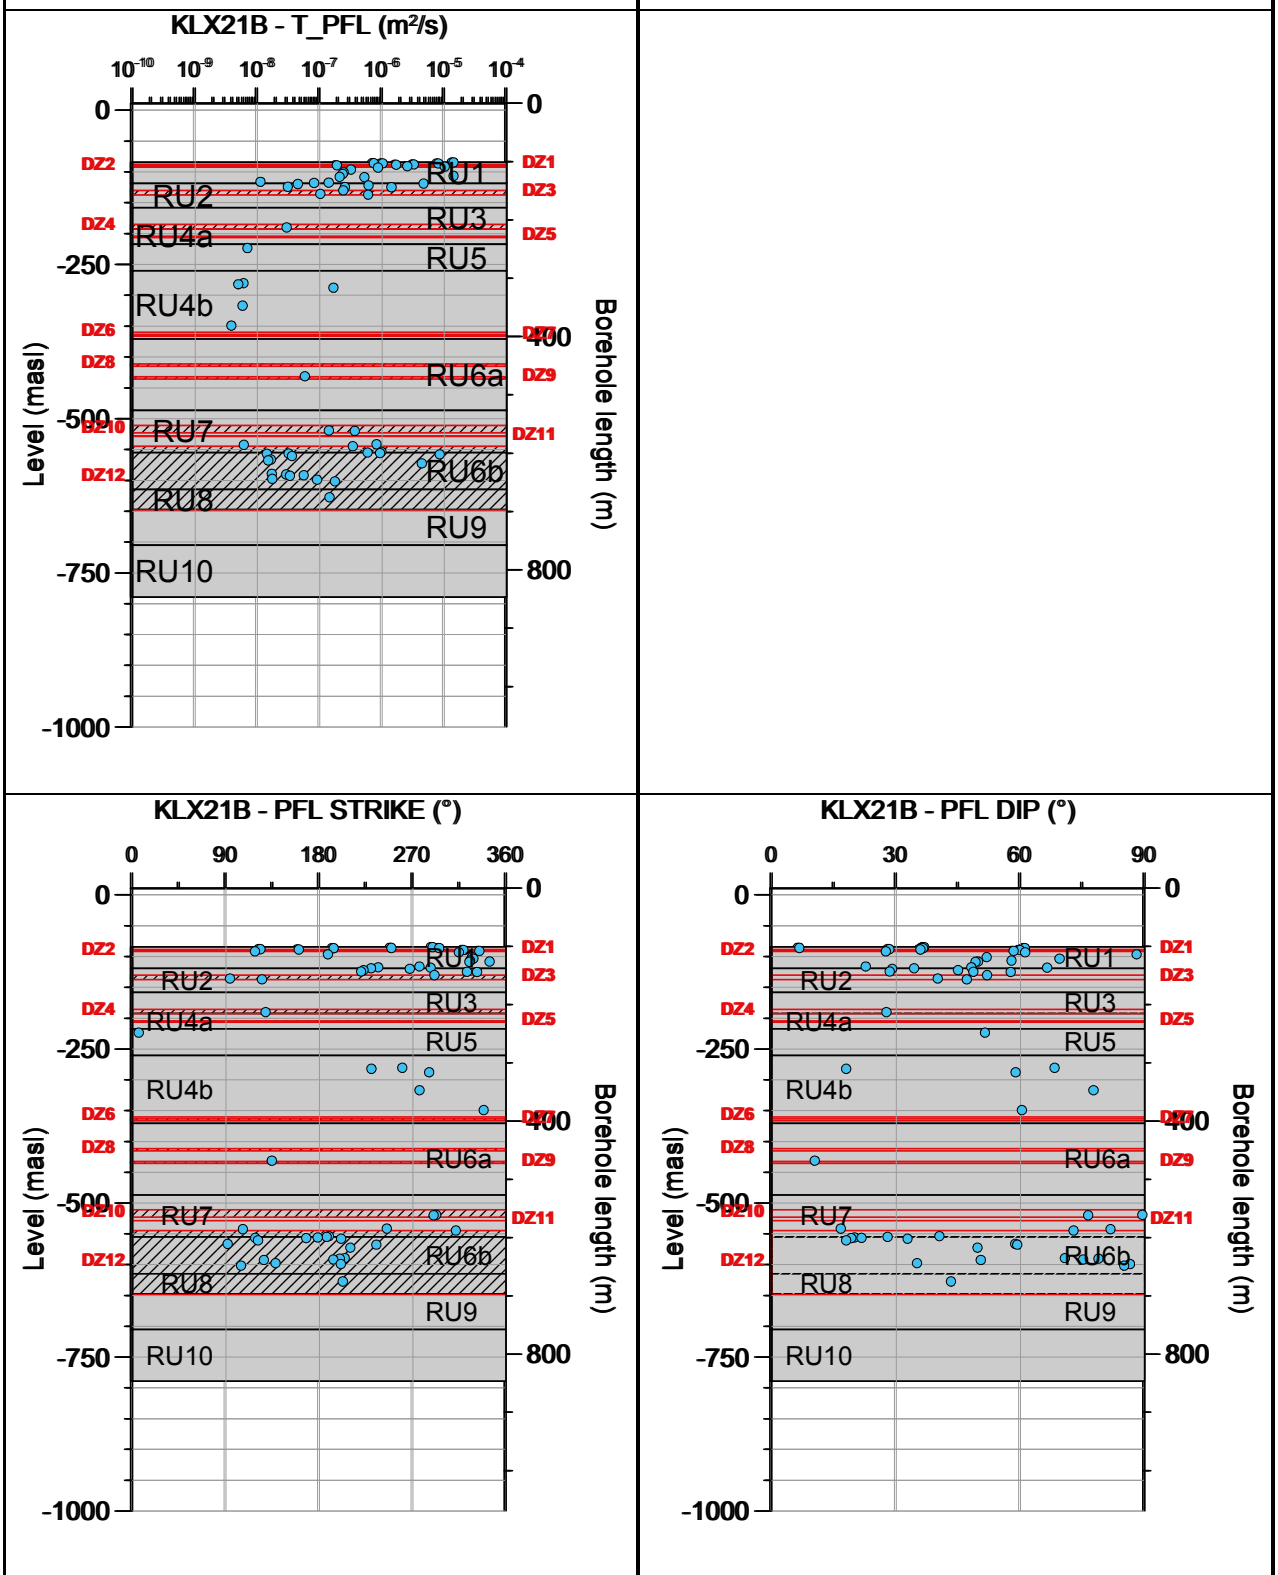 KLX21B - T_PFL (m²/s)
10⁻¹⁰ 10⁻⁹ 10⁻⁸ 10⁻⁷ 10⁻⁶ 10⁻⁵ 10⁻⁴
0 0
DZ2 DZ1
RU1
RU2 DZ3
DZ4 RU3
RU4a DZ5
-250 RU5
RU4b
DZ6 DZ7 400
DZ8
RU6a DZ9
-500
DZ10 RU7 DZ11
DZ12 RU6b
RU8
RU9
-750 RU10 800
-1000
Level (masl)
Borehole length (m)
KLX21B - PFL STRIKE (°)
0 90 180 270 360
0 0
DZ2 DZ1
RU1
RU2 DZ3
DZ4 RU3
RU4a DZ5
-250 RU5
RU4b
DZ6 DZ7 400
DZ8
RU6a DZ9
-500
DZ10 RU7 DZ11
DZ12 RU6b
RU8
RU9
-750 RU10 800
-1000
Level (masl)
Borehole length (m)
KLX21B - PFL DIP (°)
0 30 60 90
0 0
DZ2 DZ1
RU1
RU2 DZ3
DZ4 RU3
RU4a DZ5
-250 RU5
RU4b
DZ6 DZ7 400
DZ8
RU6a DZ9
-500
DZ10 RU7 DZ11
DZ12 RU6b
RU8
RU9
-750 RU10 800
-1000
Level (masl)
Borehole length (m)